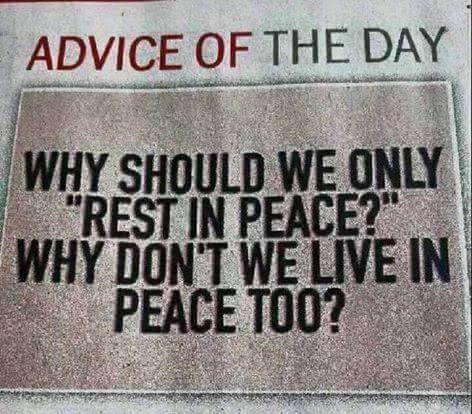 ADVICE OF THE DAY
WHY SHOULD WE ONLY
"REST IN PEACE?"
WHY DON'T WE LIVE IN
PEACE TOO?